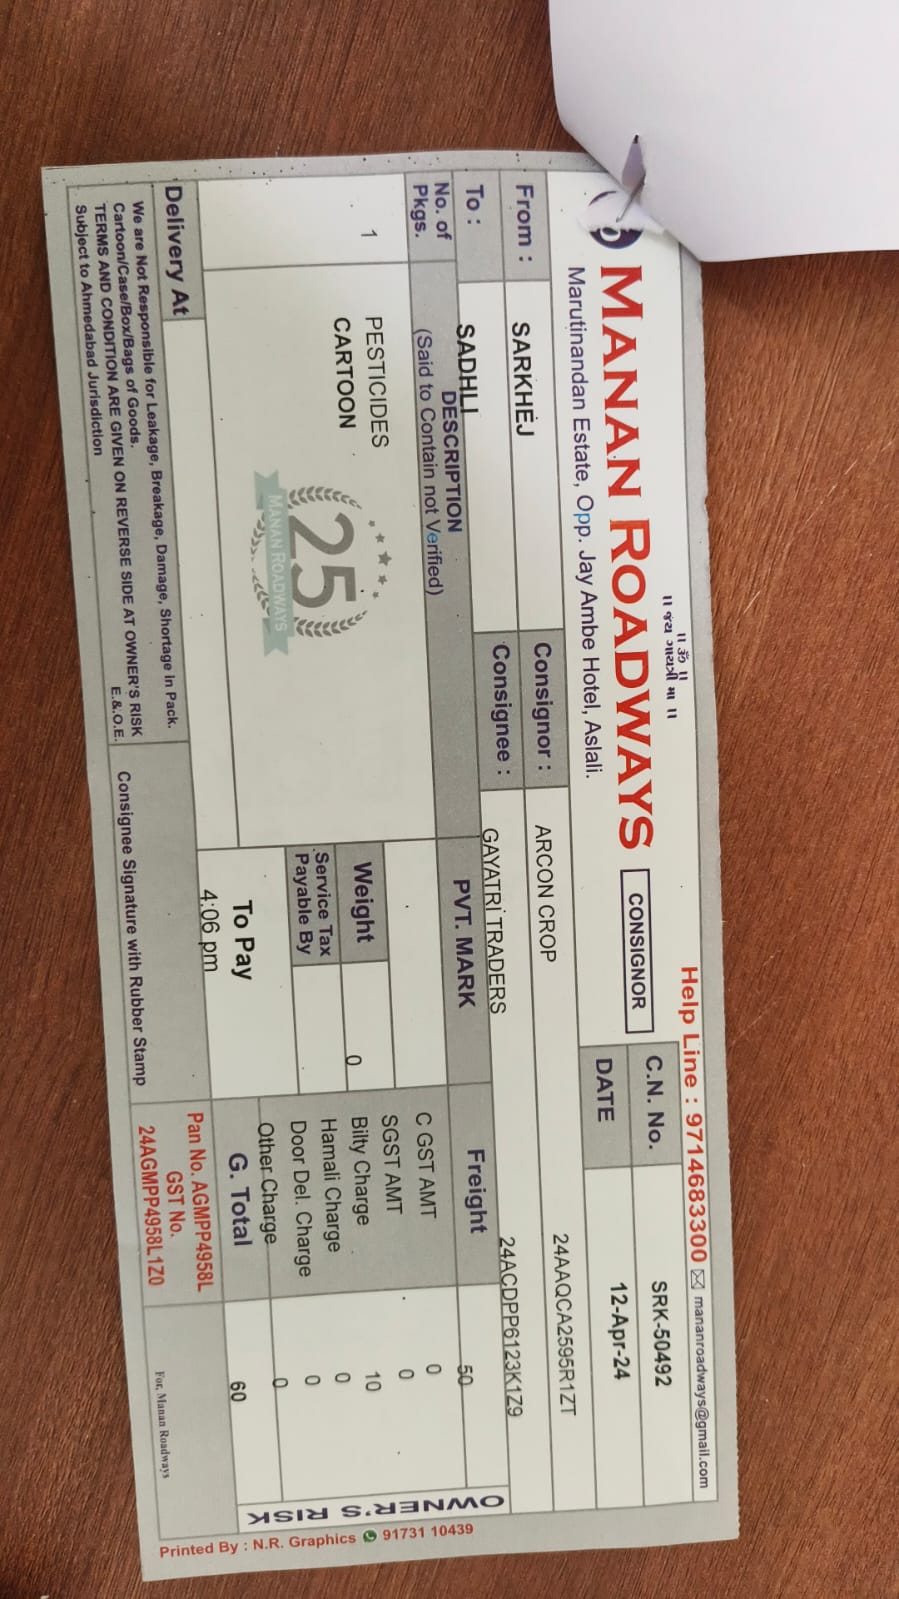 ॥ ૐ ॥
॥ જય ગાયત્રી મા ॥
Help Line : 9714683300 ✉ mananroadways@gmail.com
MANAN ROADWAYS
CONSIGNOR
C.N. No. SRK-50492
Marutinandan Estate, Opp. Jay Ambe Hotel, Aslali.
DATE 12-Apr-24
From : SARKHEJ
Consignor : ARCON CROP 24AAQCA2595R1ZT
To : SADHLI
Consignee : GAYATRI TRADERS 24ACDPP6123K1Z9
No. of Pkgs.
DESCRIPTION
(Said to Contain not Verified)
PVT. MARK
Freight 50
1
PESTICIDES
CARTOON
25
MANAN ROADWAYS
Weight 0
Service Tax
Payable By
To Pay
4:06 pm
C GST AMT 0
SGST AMT 0
Bilty Charge 10
Hamali Charge 0
Door Del. Charge 0
Other Charge 0
G. Total 60
OWNER'S RISK
Delivery At
We are Not Responsible for Leakage, Breakage, Damage, Shortage in Pack.
Cartoon/Case/Box/Bags of Goods.
TERMS AND CONDITION ARE GIVEN ON REVERSE SIDE AT OWNER'S RISK
Subject to Ahmedabad Jurisdiction
E.&.O.E.
Consignee Signature with Rubber Stamp
Pan No. AGMPP4958L
GST No.
24AGMPP4958L1Z0
For, Manan Roadways
Printed By : N.R. Graphics 91731 10439